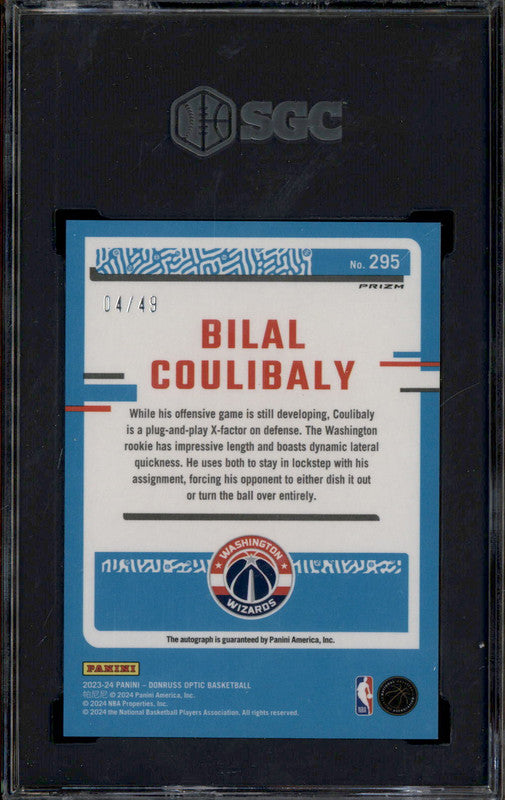 SGC
No. 295
PRIZM
04/49
BILAL
COULIBALY
While his offensive game is still developing, Coulibaly
is a plug-and-play X-factor on defense. The Washington
rookie has impressive length and boasts dynamic lateral
quickness. He uses both to stay in lockstep with his
assignment, forcing his opponent to either dish it out
or turn the ball over entirely.
WASHINGTON
WIZARDS
The autograph is guaranteed by Panini America, Inc.
PANINI
2023-24 PANINI – DONRUSS OPTIC BASKETBALL
帕尼尼 © 2024 Panini America, Inc.
© 2024 NBA Properties, Inc.
© 2024 the National Basketball Players Association. All rights reserved.
NBA